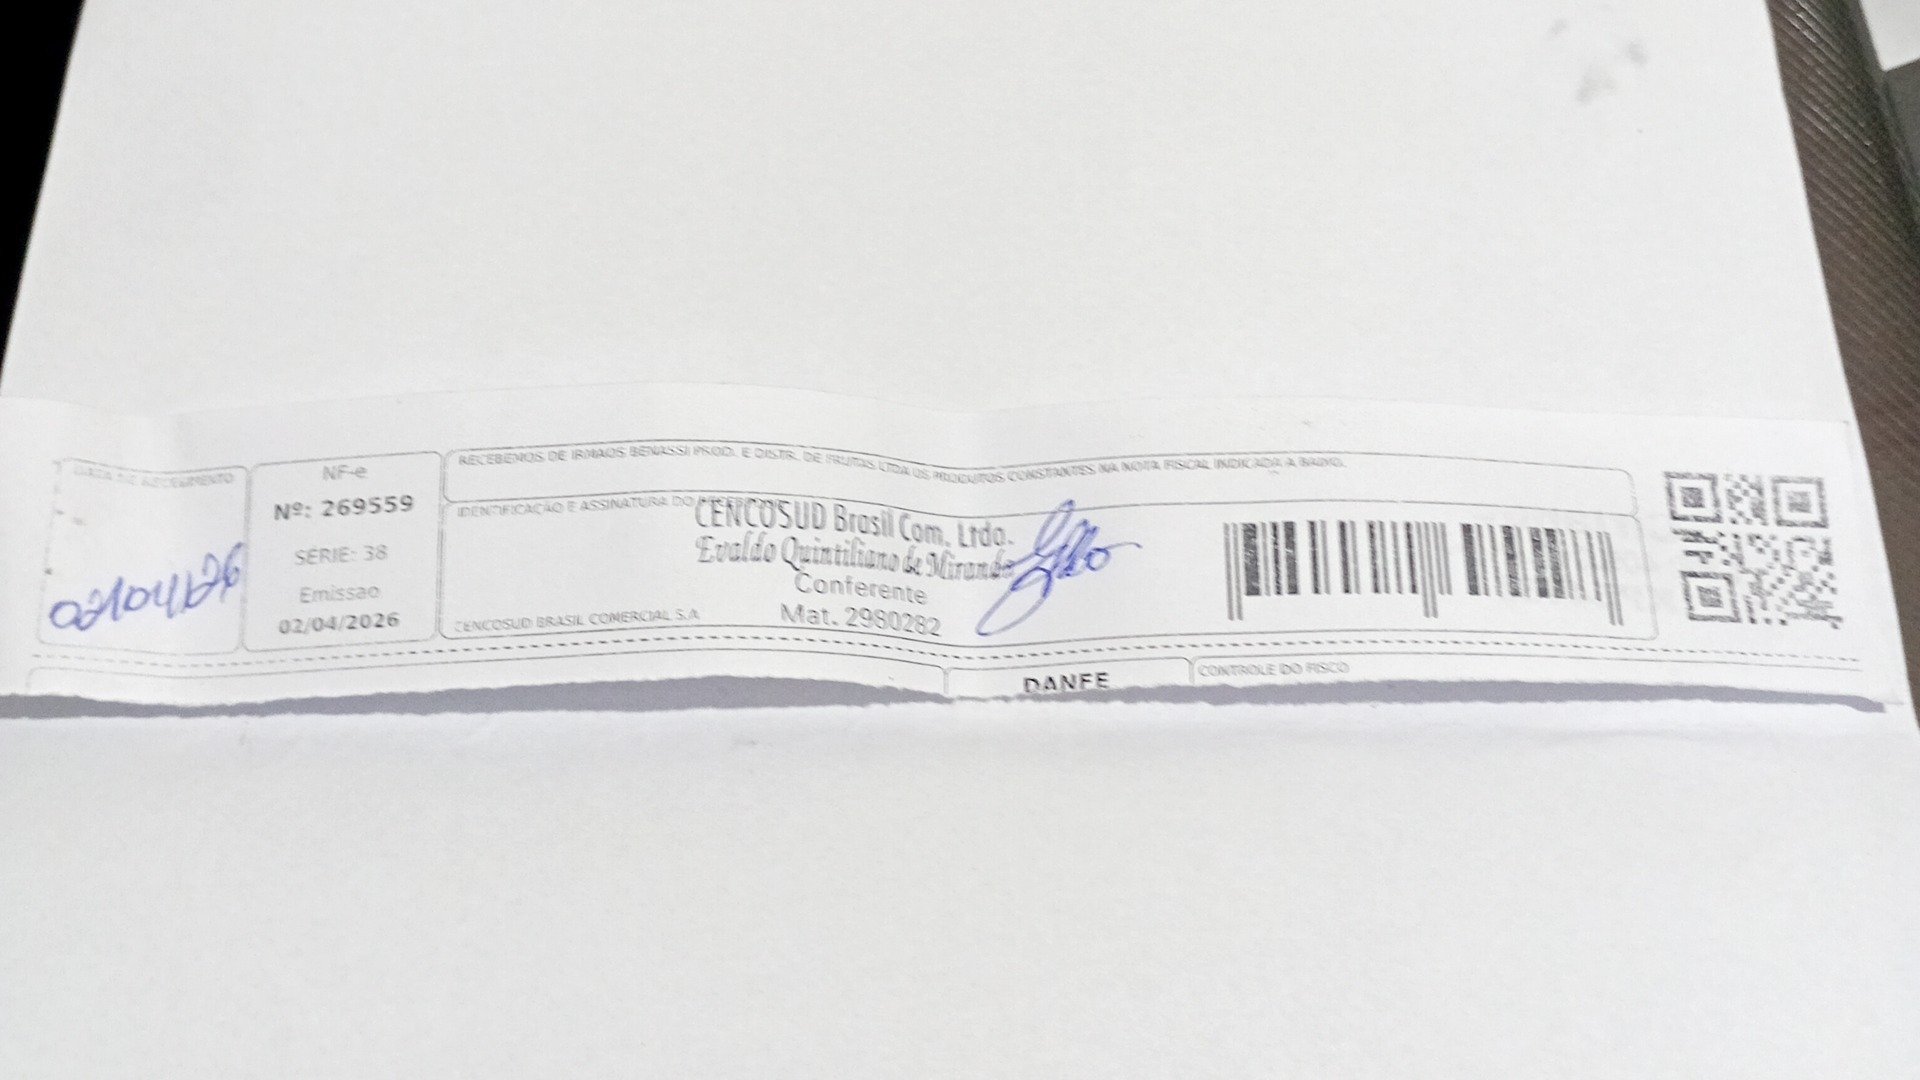 DATA DE RECEBIMENTO
02/04/26
NF-e
Nº: 269559
SÉRIE: 38
Emissao
02/04/2026
RECEBEMOS DE IRMAOS BENASSI PROD. E DISTR. DE FRUTAS LTDA OS PRODUTOS CONSTANTES NA NOTA FISCAL INDICADA A BAIXO.
IDENTIFICAÇÃO E ASSINATURA DO
CENCOSUD Brasil Com. Ltda.
Evaldo Quintiliano de Miranda
Conferente
Mat. 2980282
CENCOSUD BRASIL COMERCIAL S.A
DANFE
CONTROLE DO FISCO